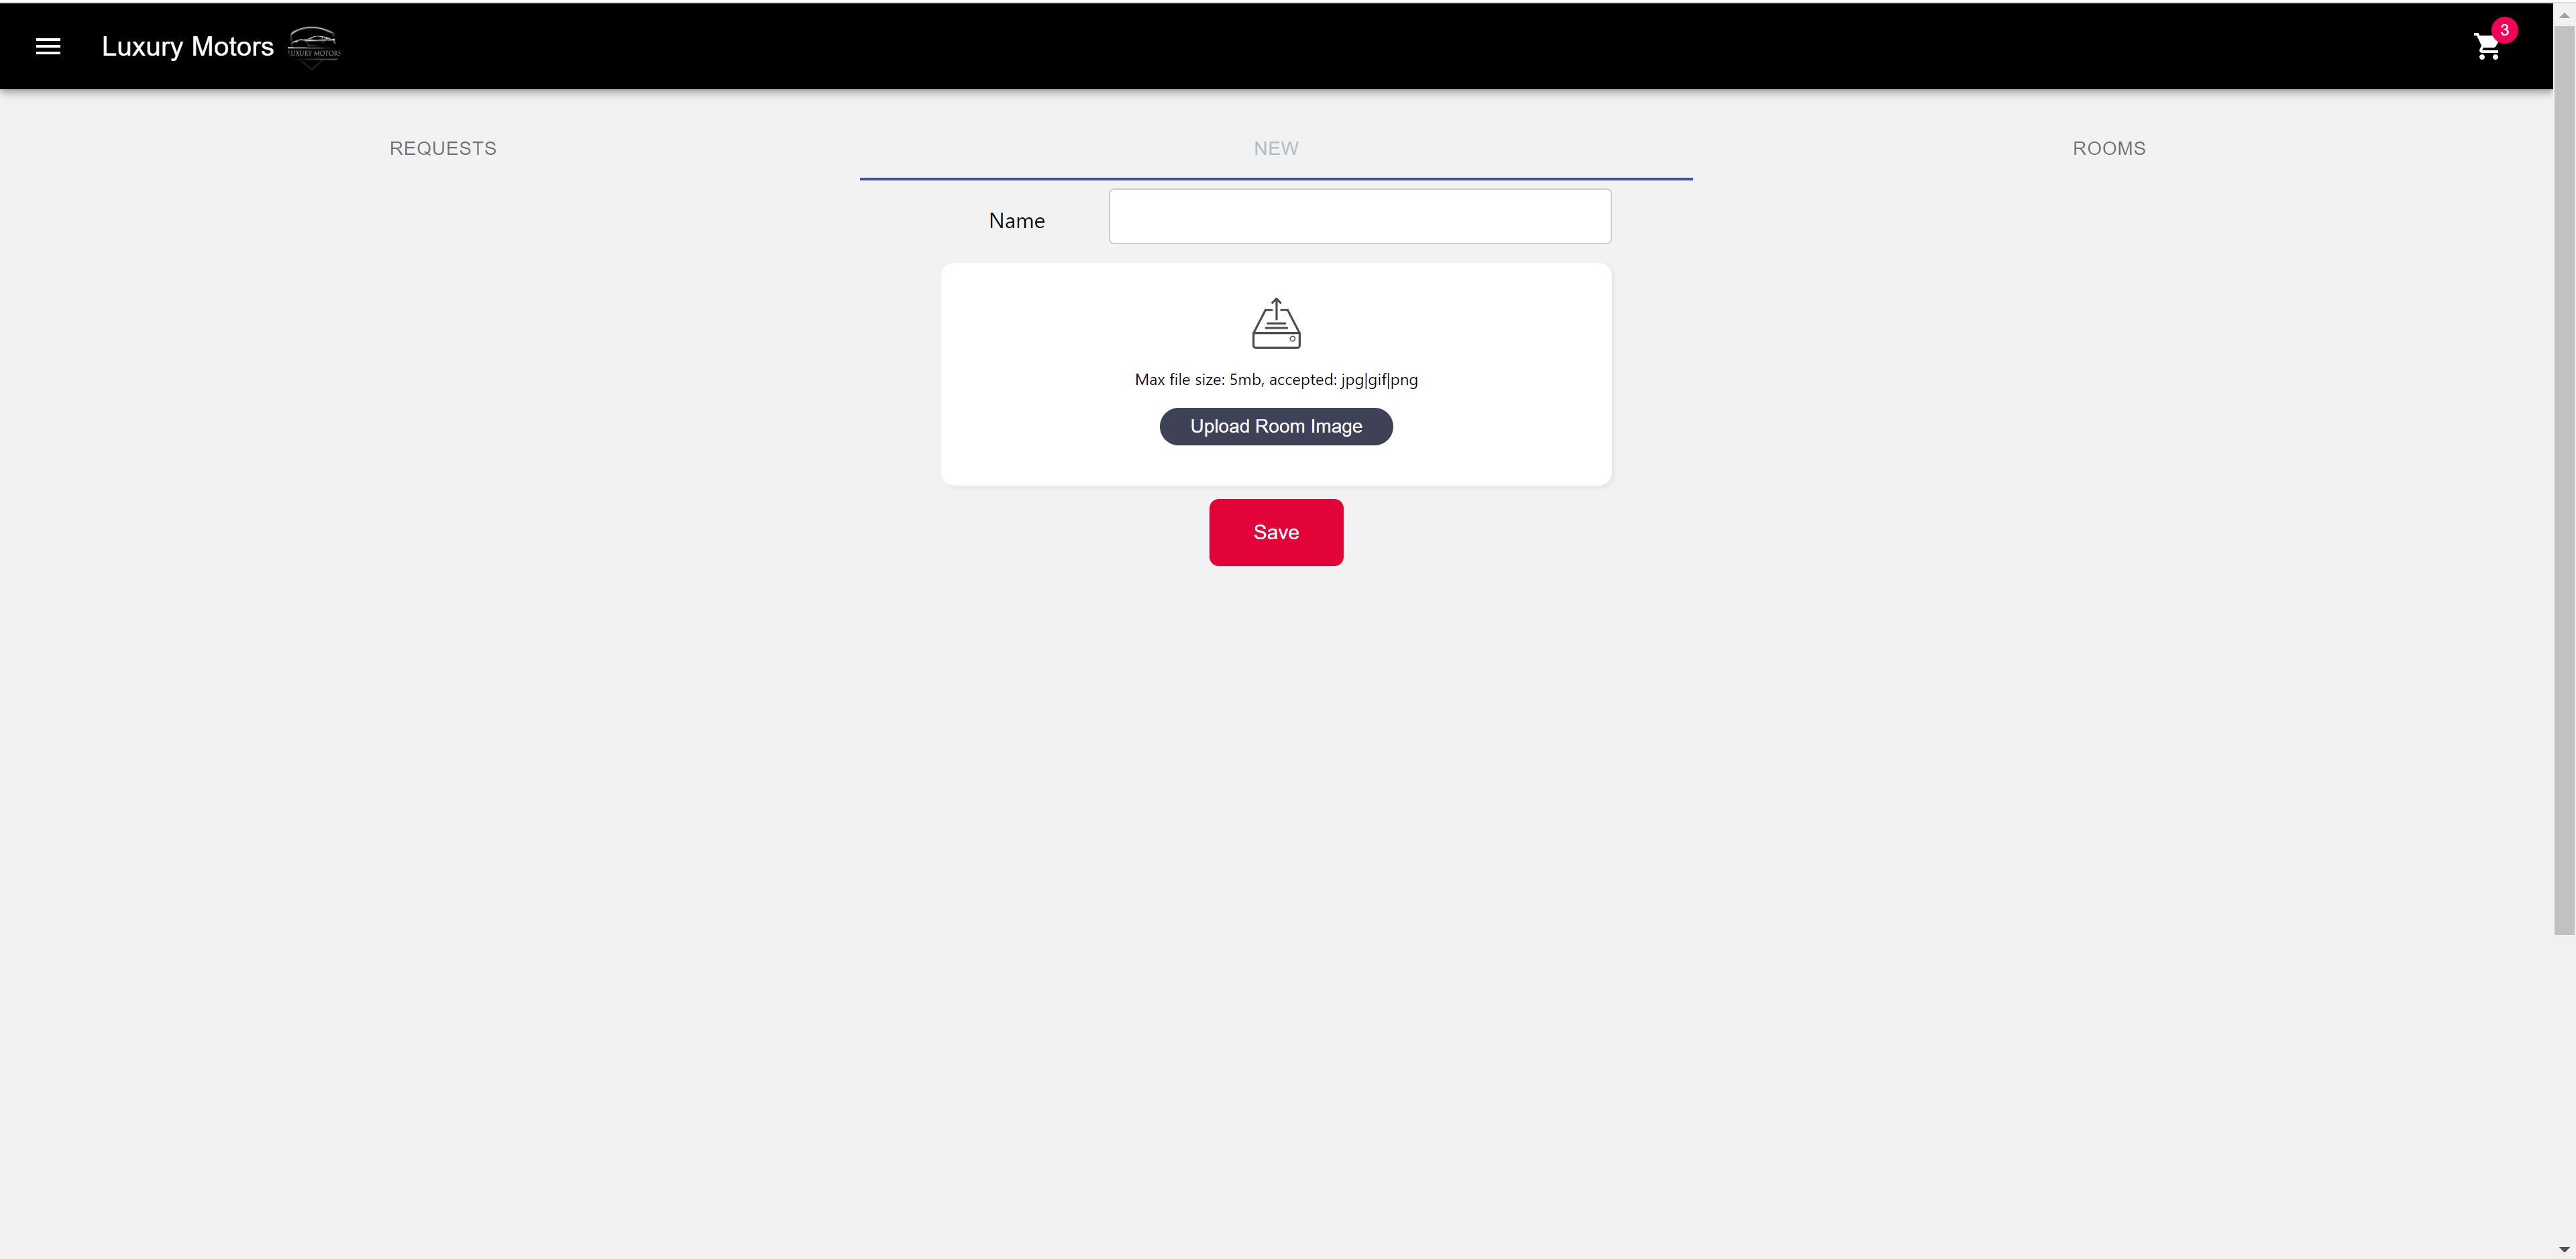 Luxury Motors
LUXURY MOTORS
3
REQUESTS
NEW
ROOMS
Name
Max file size: 5mb, accepted: jpg|gif|png
Upload Room Image
Save